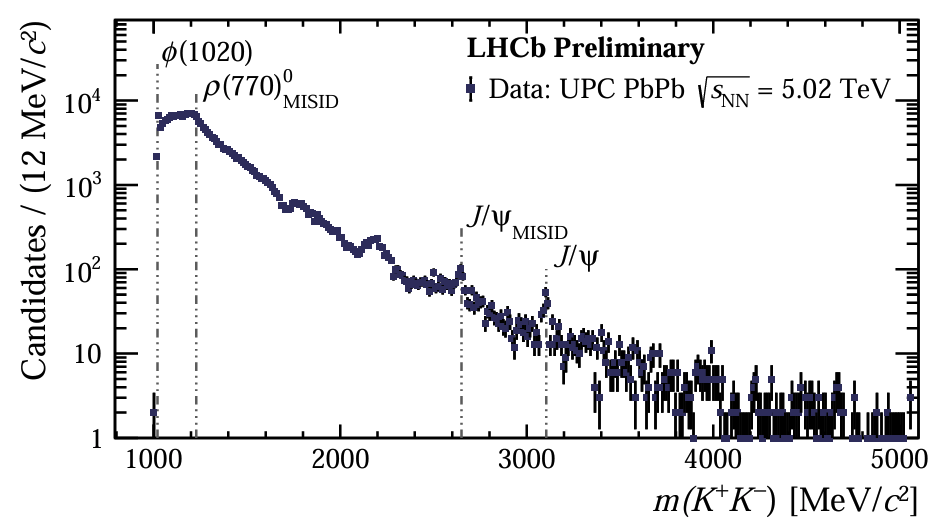 Candidates / (12 MeV/c²)
LHCb Preliminary
Data: UPC PbPb √sNN = 5.02 TeV
ϕ(1020)
ρ(770)⁰MISID
J/ψMISID
J/ψ
10⁴
10³
10²
10
1
1000 2000 3000 4000 5000
m(K⁺K⁻) [MeV/c²]